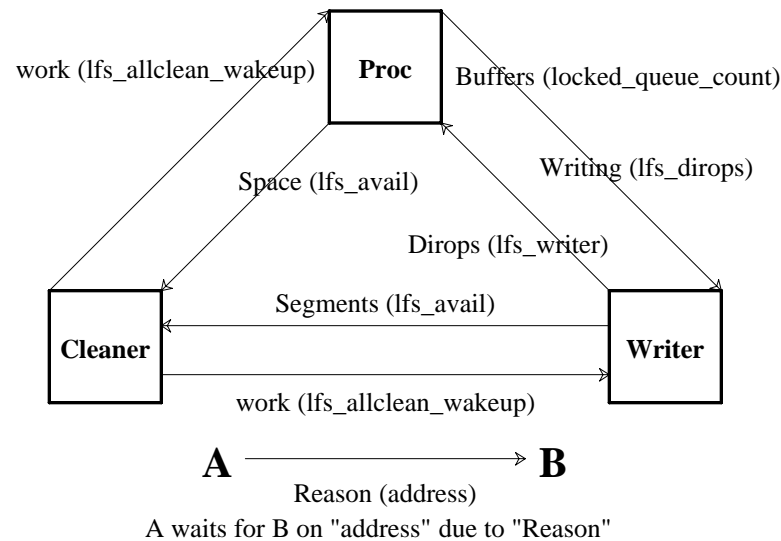 Proc
work (lfs_allclean_wakeup)
Buffers (locked_queue_count)
Writing (lfs_dirops)
Space (lfs_avail)
Dirops (lfs_writer)
Segments (lfs_avail)
Cleaner
Writer
work (lfs_allclean_wakeup)
A B
Reason (address)
A waits for B on "address" due to "Reason"